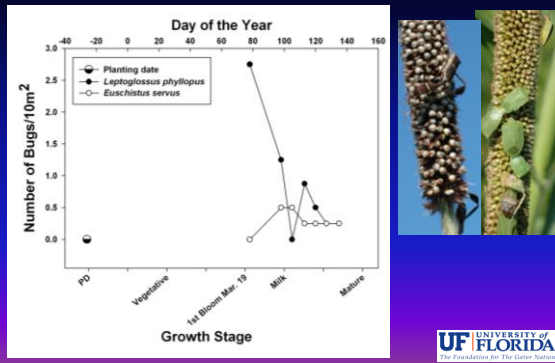 Day of the Year
-40 -20 0 20 40 60 80 100 120 140 160
Number of Bugs/10m2
3.0
2.5
2.0
1.5
1.0
0.5
0.0
Planting date
Leptoglossus phyllopus
Euschistus servus
PD
Vegetative
1st Bloom Mar. 19
Milk
Mature
Growth Stage
UF UNIVERSITY of
FLORIDA
The Foundation for The Gator Nation